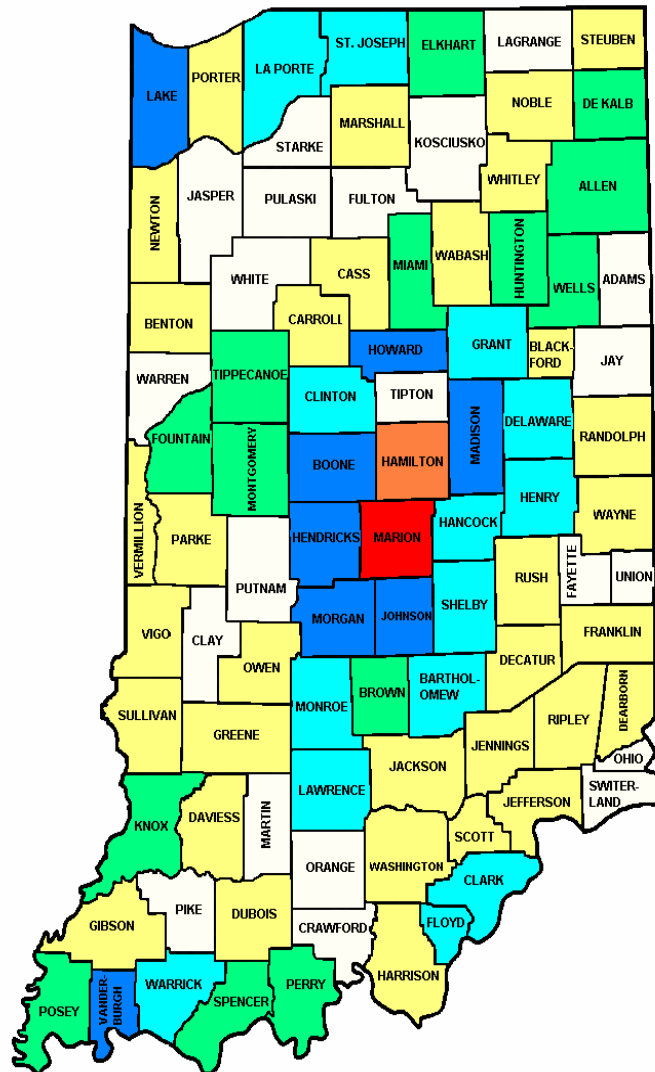 STEUBEN
LAGRANGE
ELKHART
ST. JOSEPH
LA PORTE
PORTER
LAKE
NOBLE
DE KALB
MARSHALL
KOSCIUSKO
STARKE
WHITLEY
ALLEN
JASPER
PULASKI
FULTON
NEWTON
HUNTINGTON
WABASH
MIAMI
CASS
WHITE
WELLS
ADAMS
BENTON
CARROLL
HOWARD
GRANT
BLACK-
FORD
JAY
WARREN
TIPPECANOE
CLINTON
TIPTON
MADISON
DELAWARE
RANDOLPH
FOUNTAIN
MONTGOMERY
BOONE
HAMILTON
HENRY
HANCOCK
WAYNE
VERMILLION
PARKE
HENDRICKS
MARION
RUSH
FAYETTE
UNION
PUTNAM
MORGAN
JOHNSON
SHELBY
VIGO
CLAY
OWEN
FRANKLIN
DECATUR
MONROE
BROWN
BARTHOL-
OMEW
SULLIVAN
GREENE
DEARBORN
RIPLEY
JENNINGS
OHIO
JACKSON
LAWRENCE
SWITER-
LAND
JEFFERSON
KNOX
DAVIESS
MARTIN
SCOTT
ORANGE
WASHINGTON
CLARK
PIKE
DUBOIS
GIBSON
CRAWFORD
FLOYD
HARRISON
WARRICK
PERRY
SPENCER
POSEY
VANDER-
BURGH